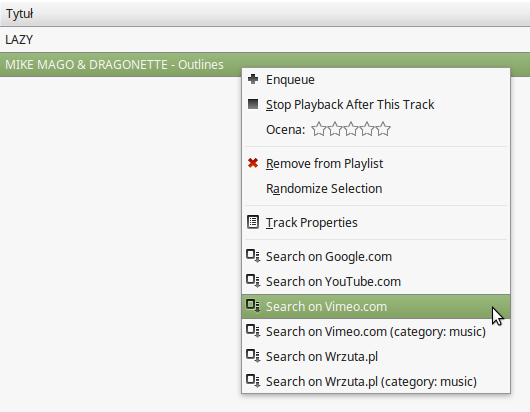 Tytuł
LAZY
MIKE MAGO & DRAGONETTE - Outlines
Enqueue
Stop Playback After This Track
Ocena:
Remove from Playlist
Randomize Selection
Track Properties
Search on Google.com
Search on YouTube.com
Search on Vimeo.com
Search on Vimeo.com (category: music)
Search on Wrzuta.pl
Search on Wrzuta.pl (category: music)